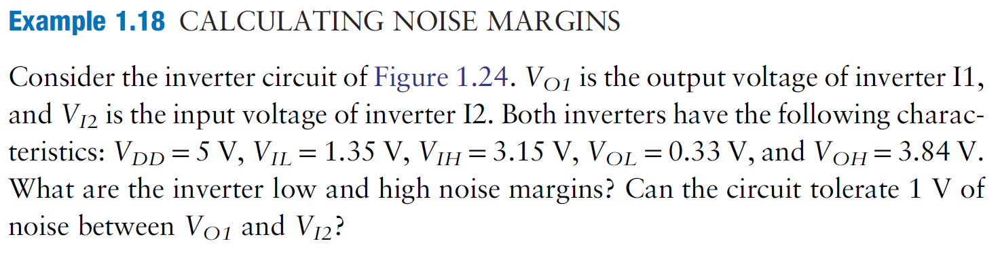 Example 1.18 CALCULATING NOISE MARGINS
Consider the inverter circuit of Figure 1.24. V_{O1} is the output voltage of inverter I1,
and V_{I2} is the input voltage of inverter I2. Both inverters have the following charac-
teristics: V_{DD} = 5 V, V_{IL} = 1.35 V, V_{IH} = 3.15 V, V_{OL} = 0.33 V, and V_{OH} = 3.84 V.
What are the inverter low and high noise margins? Can the circuit tolerate 1 V of
noise between V_{O1} and V_{I2}?